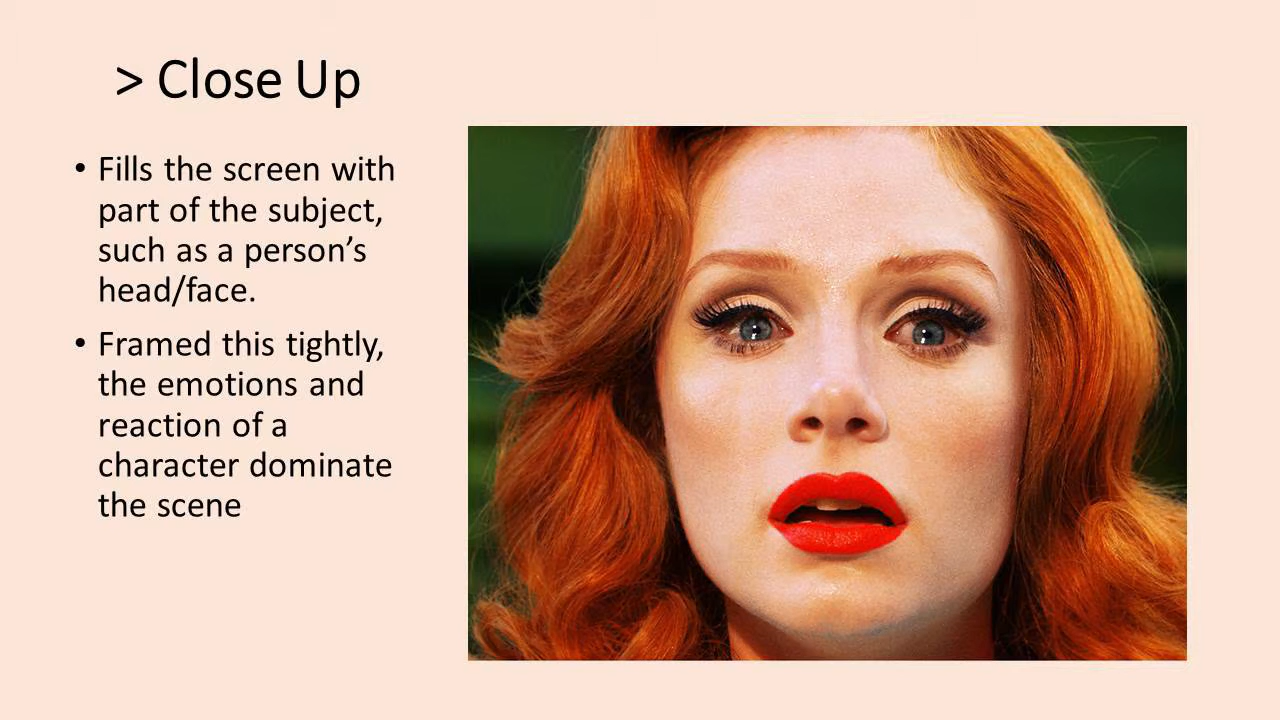 > Close Up
• Fills the screen with
part of the subject,
such as a person’s
head/face.
• Framed this tightly,
the emotions and
reaction of a
character dominate
the scene